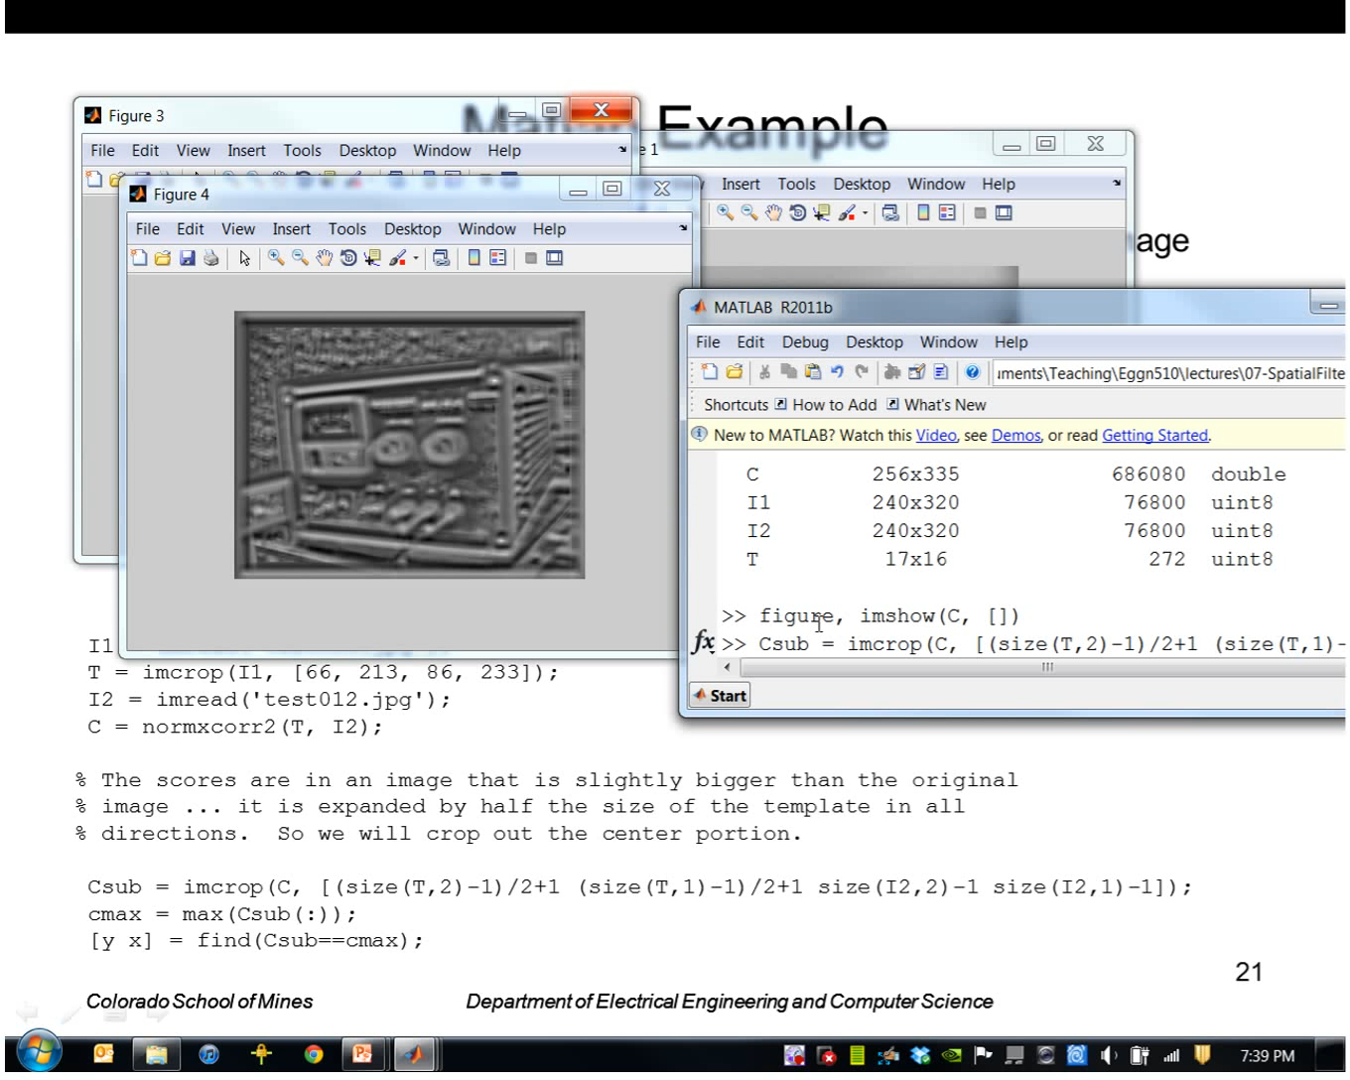 Matlab Example
Figure 3
File Edit View Insert Tools Desktop Window Help
e 1
Insert Tools Desktop Window Help
age
Figure 4
File Edit View Insert Tools Desktop Window Help
MATLAB R2011b
File Edit Debug Desktop Window Help
ıments\Teaching\Eggn510\lectures\07-SpatialFilte
Shortcuts How to Add What's New
New to MATLAB? Watch this Video, see Demos, or read Getting Started.
C 256x335 686080 double
I1 240x320 76800 uint8
I2 240x320 76800 uint8
T 17x16 272 uint8
>> figure, imshow(C, [])
fx >> Csub = imcrop(C, [(size(T,2)-1)/2+1 (size(T,1)-
Start
I1
T = imcrop(I1, [66, 213, 86, 233]);
I2 = imread('test012.jpg');
C = normxcorr2(T, I2);
% The scores are in an image that is slightly bigger than the original
% image ... it is expanded by half the size of the template in all
% directions. So we will crop out the center portion.
Csub = imcrop(C, [(size(T,2)-1)/2+1 (size(T,1)-1)/2+1 size(I2,2)-1 size(I2,1)-1]);
cmax = max(Csub(:));
[y x] = find(Csub==cmax);
21
Colorado School of Mines
Department of Electrical Engineering and Computer Science
7:39 PM